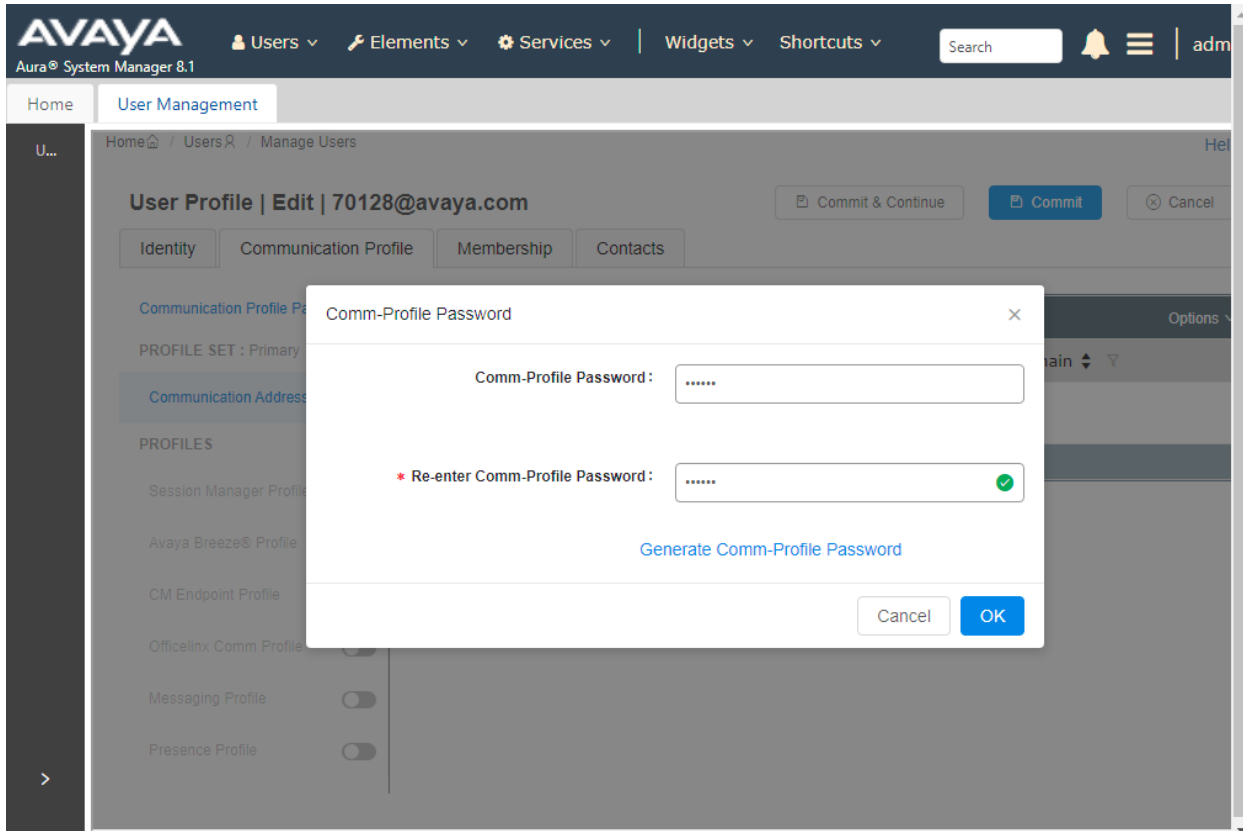 AVAYA
Aura® System Manager 8.1
Users Elements Services Widgets Shortcuts Search
Home User Management
U...
Home / Users / Manage Users
User Profile | Edit | 70128@avaya.com Commit & Continue Commit Cancel
Identity Communication Profile Membership Contacts
Communication Profile
PROFILE SET : Primary
Options
Communication Address
PROFILES
Session Manager Profile
Avaya Breeze® Profile
CM Endpoint Profile
Officelinx Comm Profile
Messaging Profile
Presence Profile
Comm-Profile Password
Comm-Profile Password :
* Re-enter Comm-Profile Password :
Generate Comm-Profile Password
Cancel OK